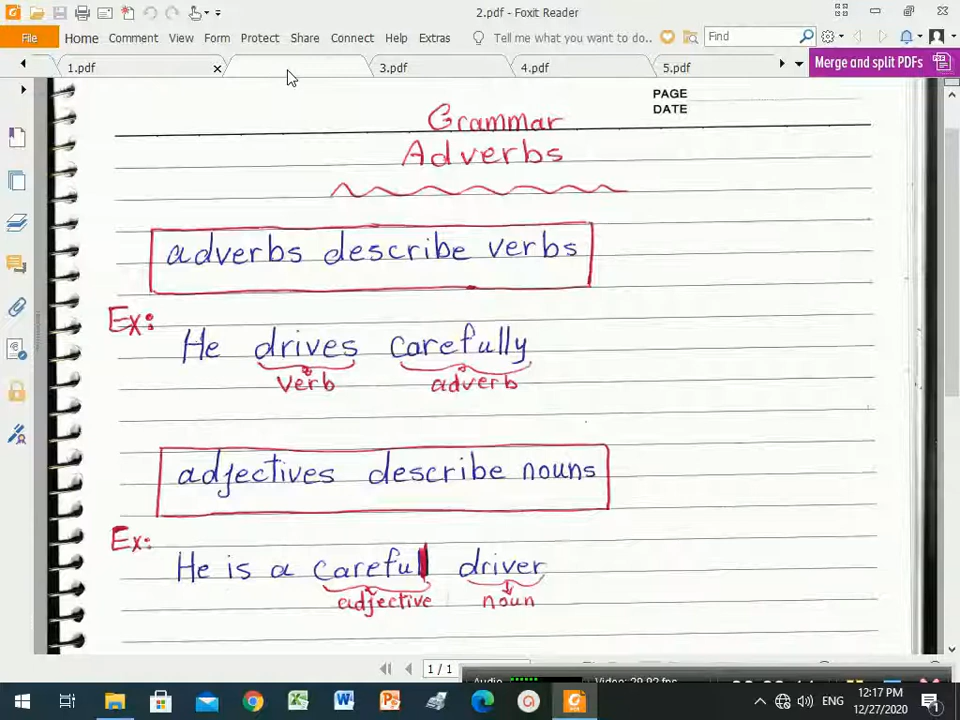 2.pdf - Foxit Reader
File Home Comment View Form Protect Share Connect Help Extras Tell me what you want to do.. Find
1.pdf 3.pdf 4.pdf 5.pdf Merge and split PDFs
PAGE
DATE
Grammar
Adverbs
adverbs describe verbs
Ex:
He drives carefully
verb adverb
adjectives describe nouns
Ex:
He is a careful driver
adjective noun
1 / 1
ENG
12:17 PM
12/27/2020